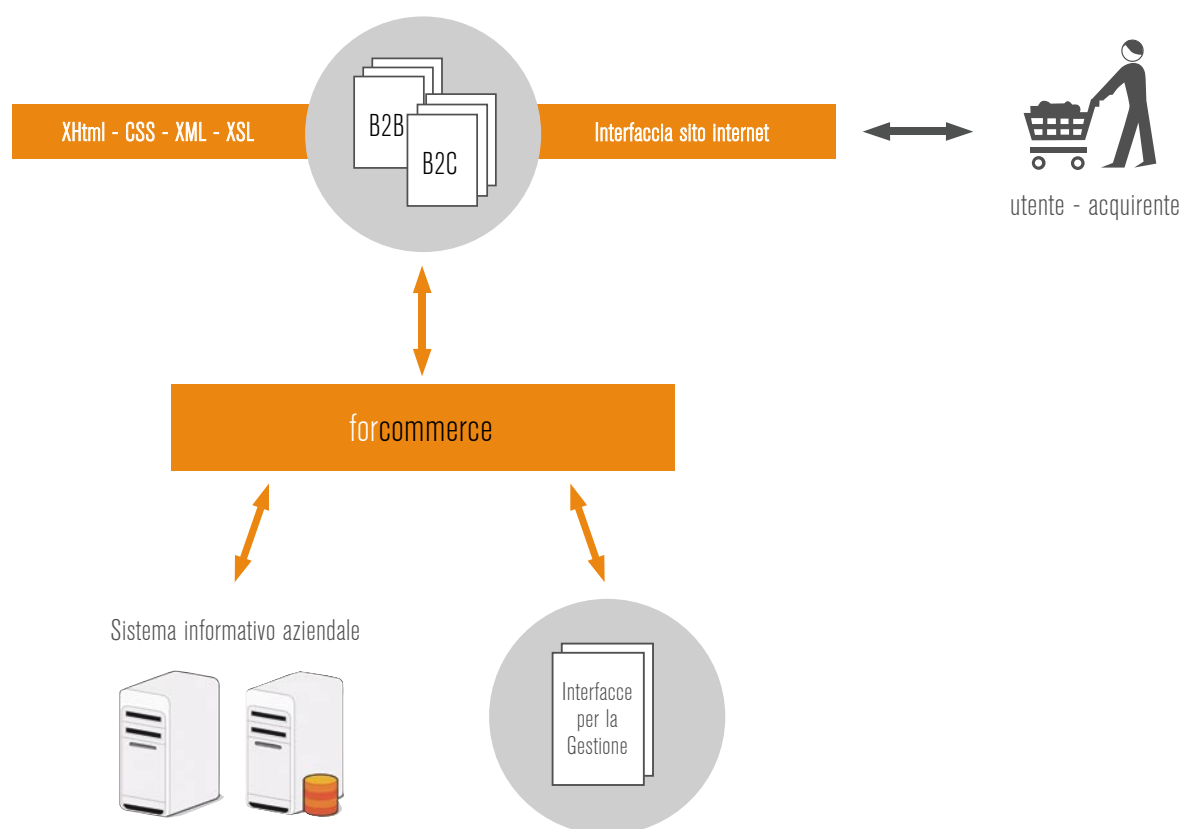 XHtml - CSS - XML - XSL
B2B
B2C
Interfaccia sito internet
utente - acquirente
forcommerce
Sistema informativo aziendale
Interfacce
per la
Gestione